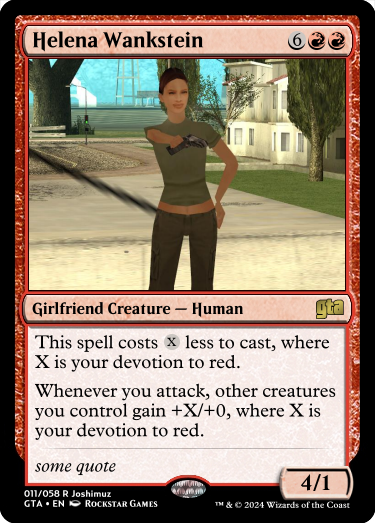 Helena Wankstein 6
gta
Girlfriend Creature — Human
This spell costs X less to cast, where
X is your devotion to red.
Whenever you attack, other creatures
you control gain +X/+0, where X is
your devotion to red.
some quote
4/1
011/058 R Joshimuz
GTA • EN Rockstar Games
™ & © 2024 Wizards of the Coast